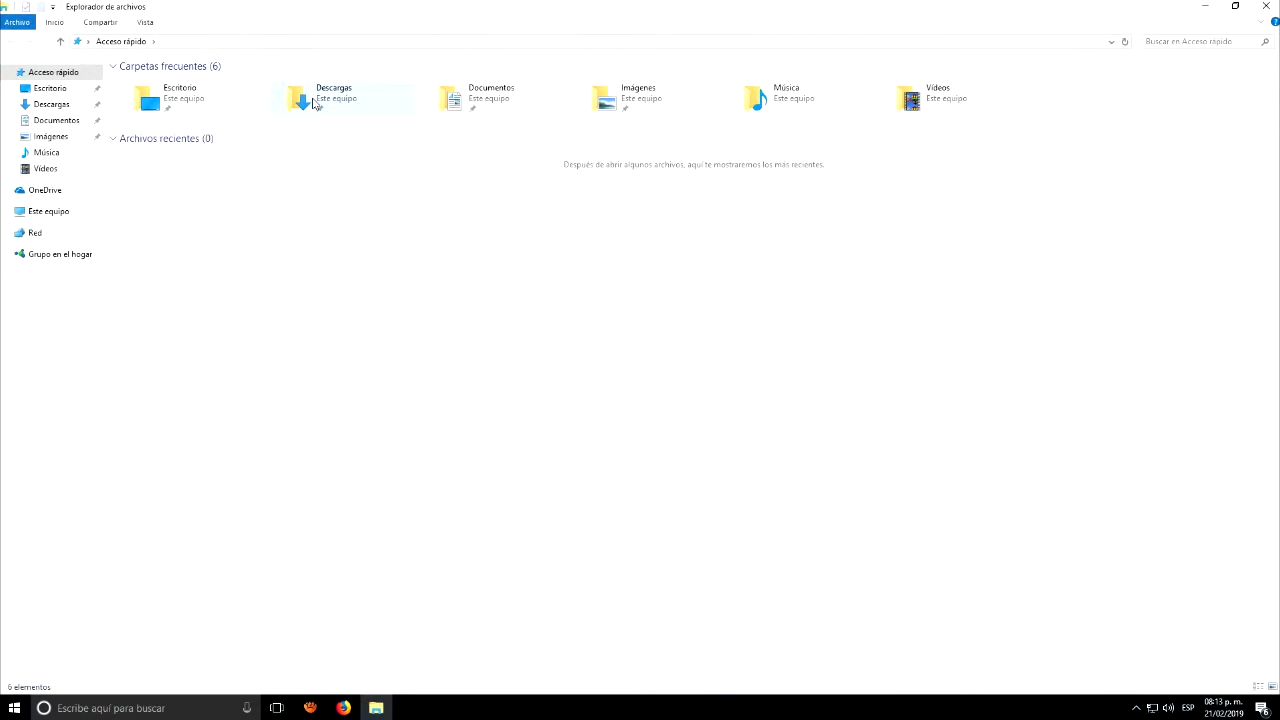 Explorador de archivos
Archivo Inicio Compartir Vista
Acceso rápido Buscar en Acceso rápido
Acceso rápido
Escritorio
Descargas
Documentos
Imágenes
Música
Vídeos
OneDrive
Este equipo
Red
Grupo en el hogar
Carpetas frecuentes (6)
Escritorio
Este equipo
Descargas
Este equipo
Documentos
Este equipo
Imágenes
Este equipo
Música
Este equipo
Vídeos
Este equipo
Archivos recientes (0)
Después de abrir algunos archivos, aquí te mostraremos los más recientes.
6 elementos
Escribe aquí para buscar
ESP
08:13 p. m.
21/02/2019
6